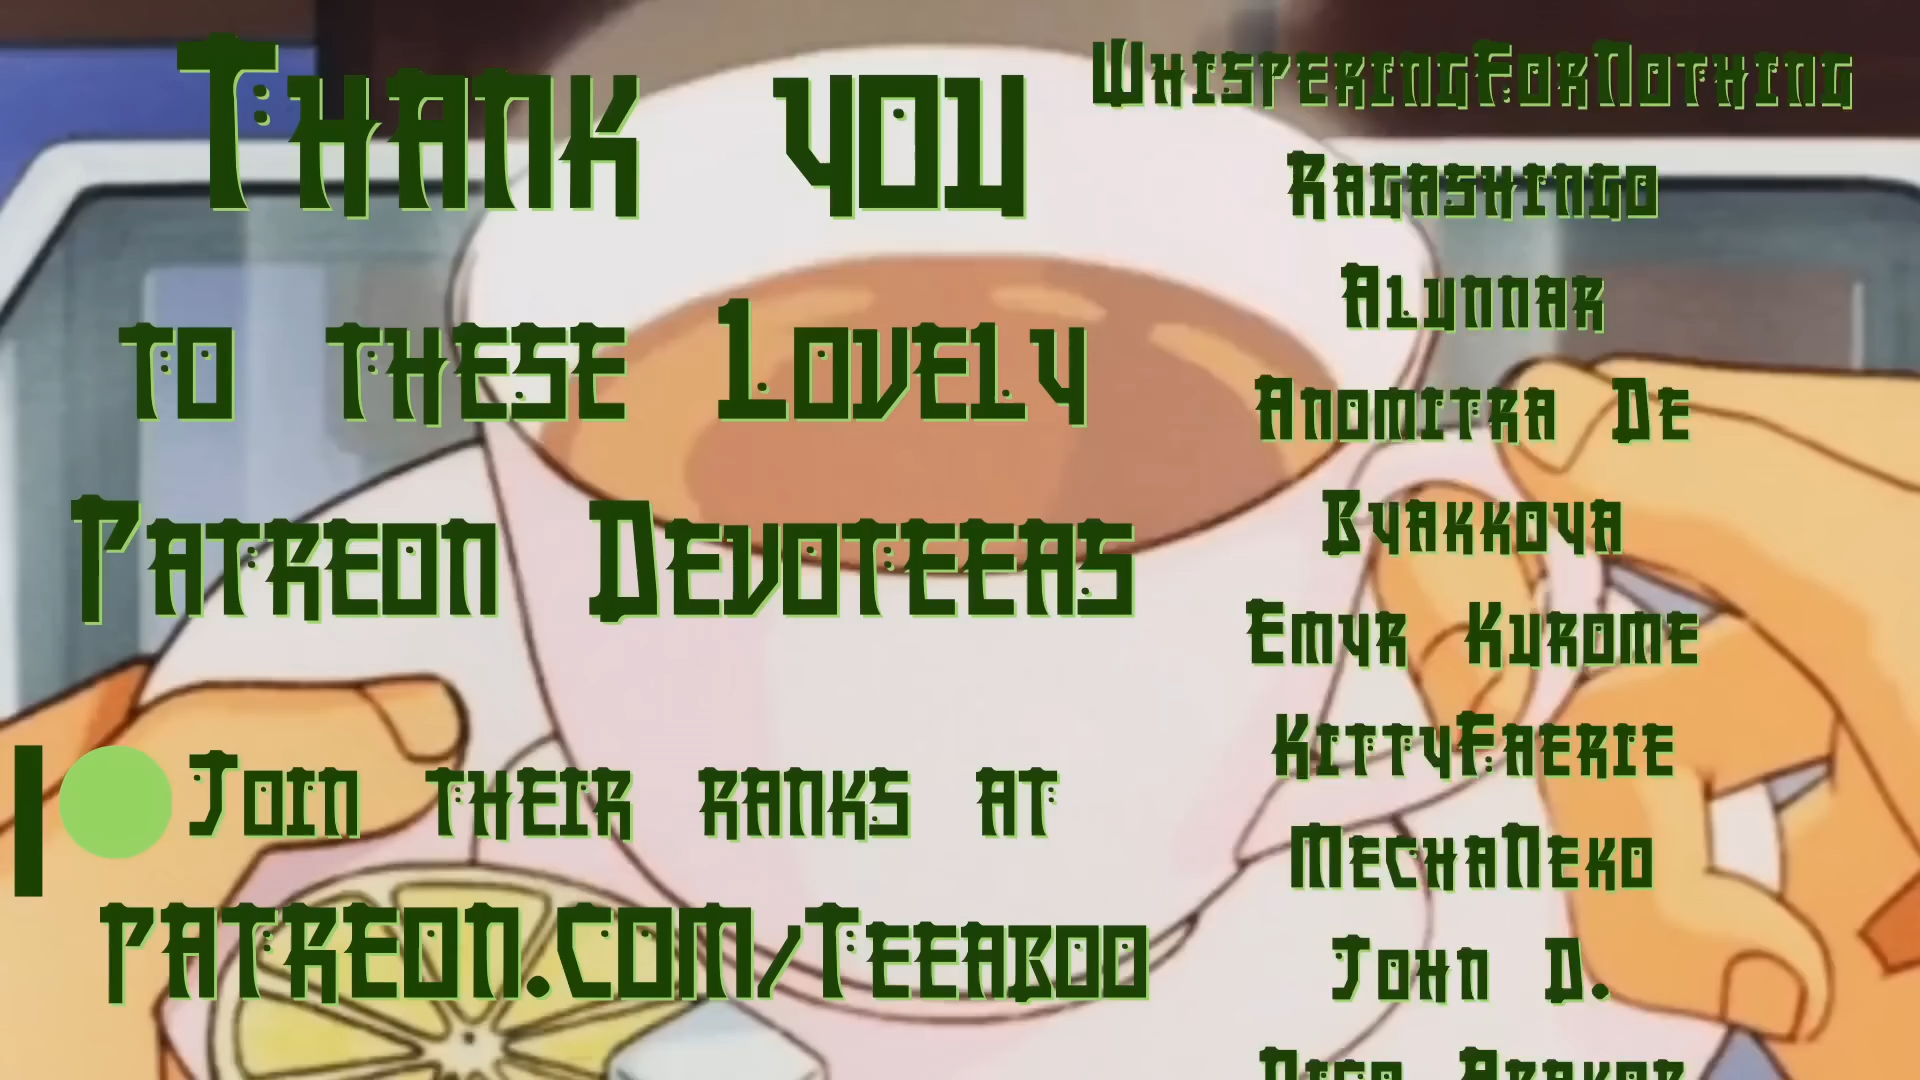 Thank you
to these Lovely
Patreon Devoteeas
Join their ranks at
patreon.com/Teeaboo
WhisperingForNothing
Ragashingo
Alunnar
Anomitra De
Byakkoya
Emyr Kurome
KittyFaerie
MechaNeko
John D.